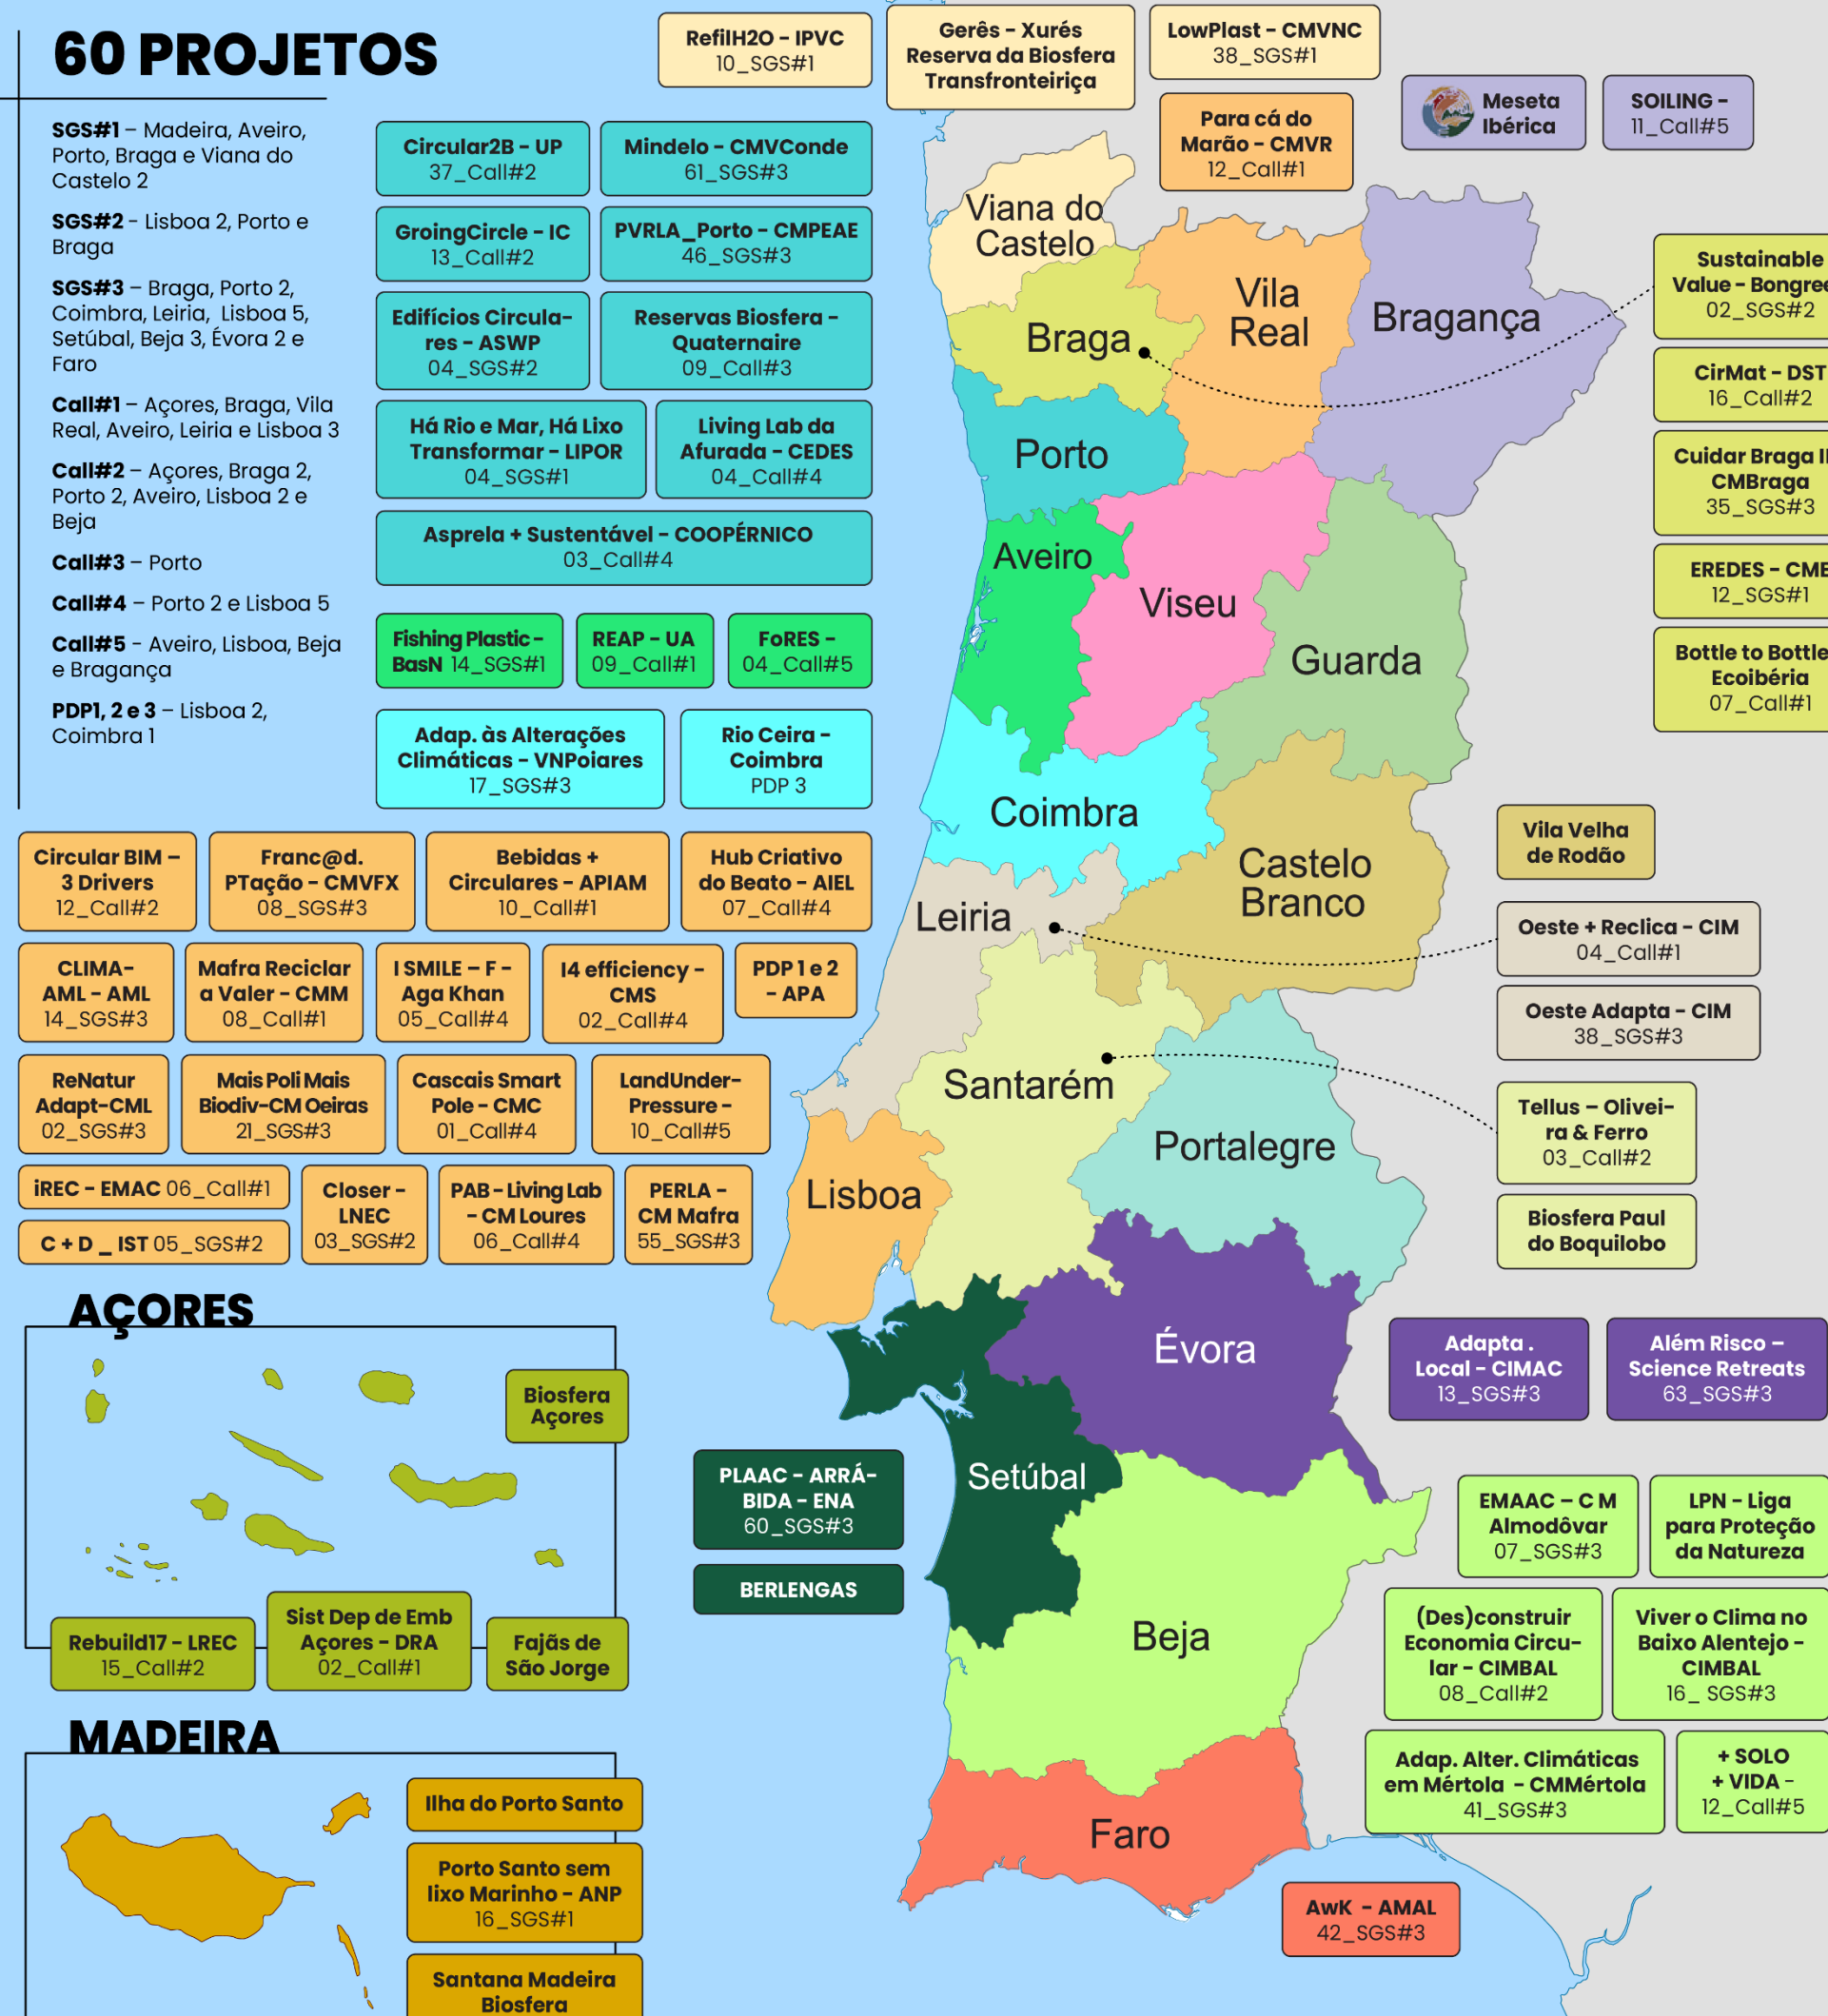 60 PROJETOS
SGS#1 – Madeira, Aveiro,
Porto, Braga e Viana do
Castelo 2
SGS#2 - Lisboa 2, Porto e
Braga
SGS#3 – Braga, Porto 2,
Coimbra, Leiria, Lisboa 5,
Setúbal, Beja 3, Évora 2 e
Faro
Call#1 – Açores, Braga, Vila
Real, Aveiro, Leiria e Lisboa 3
Call#2 – Açores, Braga 2,
Porto 2, Aveiro, Lisboa 2 e
Beja
Call#3 – Porto
Call#4 – Porto 2 e Lisboa 5
Call#5 - Aveiro, Lisboa, Beja
e Bragança
PDP1, 2 e 3 – Lisboa 2,
Coimbra 1
RefilH2O - IPVC
10_SGS#1
Gerês - Xurés
Reserva da Biosfera
Transfronteiriça
LowPlast - CMVNC
38_SGS#1
Para cá do
Marão - CMVR
12_Call#1
Meseta
Ibérica
SOILING -
11_Call#5
Circular2B - UP
37_Call#2
Mindelo - CMVConde
61_SGS#3
GroingCircle - IC
13_Call#2
PVRLA_Porto - CMPEAE
46_SGS#3
Edifícios Circula-
res - ASWP
04_SGS#2
Reservas Biosfera -
Quaternaire
09_Call#3
Há Rio e Mar, Há Lixo
Transformar - LIPOR
04_SGS#1
Living Lab da
Afurada - CEDES
04_Call#4
Asprela + Sustentável - COOPÉRNICO
03_Call#4
Fishing Plastic -
BasN 14_SGS#1
REAP - UA
09_Call#1
FoRES -
04_Call#5
Adap. às Alterações
Climáticas - VNPoiares
17_SGS#3
Rio Ceira -
Coimbra
PDP 3
Circular BIM –
3 Drivers
12_Call#2
Franc@d.
PTação - CMVFX
08_SGS#3
Bebidas +
Circulares - APIAM
10_Call#1
Hub Criativo
do Beato - AIEL
07_Call#4
CLIMA-
AML - AML
14_SGS#3
Mafra Reciclar
a Valer - CMM
08_Call#1
I SMILE – F -
Aga Khan
05_Call#4
I4 efficiency -
CMS
02_Call#4
PDP 1 e 2
- APA
ReNatur
Adapt-CML
02_SGS#3
Mais Poli Mais
Biodiv-CM Oeiras
21_SGS#3
Cascais Smart
Pole - CMC
01_Call#4
LandUnder-
Pressure -
10_Call#5
iREC - EMAC 06_Call#1
C + D _ IST 05_SGS#2
Closer -
LNEC
03_SGS#2
PAB - Living Lab
- CM Loures
06_Call#4
PERLA -
CM Mafra
55_SGS#3
Viana do
Castelo
Braga
Vila
Real
Bragança
Porto
Aveiro
Viseu
Guarda
Coimbra
Castelo
Branco
Leiria
Santarém
Portalegre
Lisboa
Évora
Setúbal
Beja
Faro
Sustainable
Value - Bongree
02_SGS#2
CirMat - DST
16_Call#2
Cuidar Braga
CMBraga
35_SGS#3
EREDES -
12_SGS#1
Bottle to Bottle
Ecoibéria
07_Call#1
Vila Velha
de Rodão
Oeste + Reclica - CIM
04_Call#1
Oeste Adapta - CIM
38_SGS#3
Tellus – Olivei-
ra & Ferro
03_Call#2
Biosfera Paul
do Boquilobo
Adapta .
Local - CIMAC
13_SGS#3
Além Risco –
Science Retreats
63_SGS#3
PLAAC - ARRÁ-
BIDA - ENA
60_SGS#3
BERLENGAS
EMAAC – C M
Almodôvar
07_SGS#3
LPN - Liga
para Proteção
da Natureza
(Des)construir
Economia Circu-
lar - CIMBAL
08_Call#2
Viver o Clima no
Baixo Alentejo -
CIMBAL
16_ SGS#3
Adap. Alter. Climáticas
em Mértola - CMMértola
41_SGS#3
+ SOLO
+ VIDA -
12_Call#5
AwK - AMAL
42_SGS#3
AÇORES
Biosfera
Açores
Rebuild17 - LREC
15_Call#2
Sist Dep de Emb
Açores - DRA
02_Call#1
Fajãs de
São Jorge
MADEIRA
Ilha do Porto Santo
Porto Santo sem
lixo Marinho - ANP
16_SGS#1
Santana Madeira
Biosfera